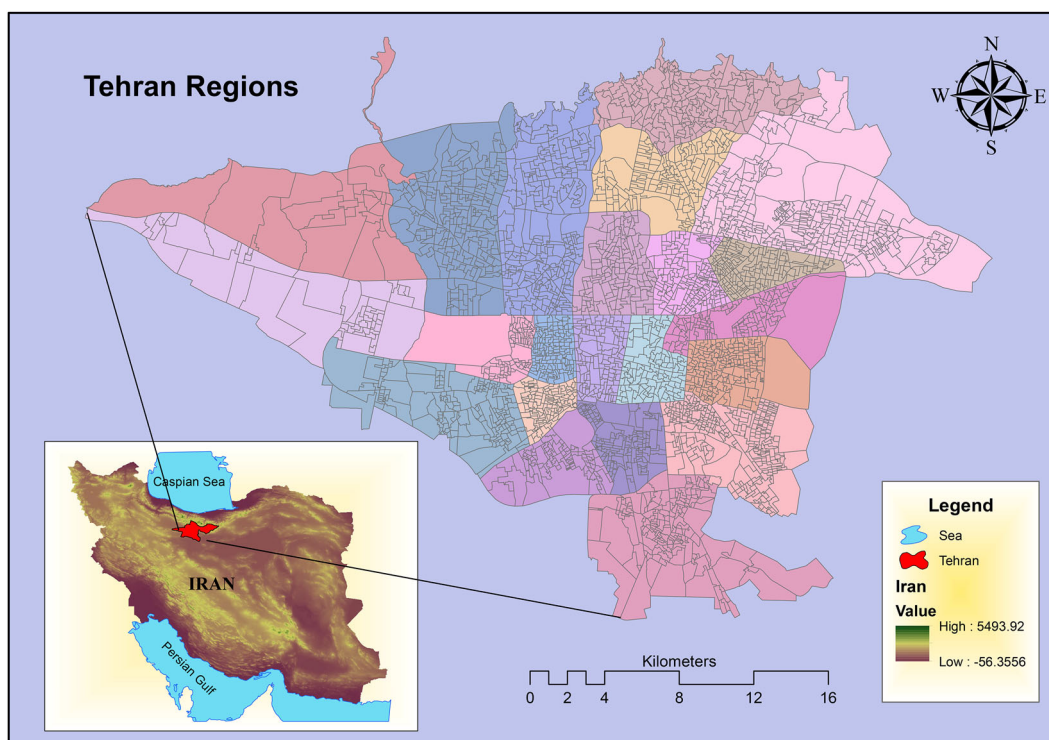 Tehran Regions
N
W
E
S
Caspian Sea
IRAN
Persian Gulf
Legend
Sea
Tehran
Iran
Value
High : 5493.92
Low : -56.3556
Kilometers
0 1 2 4 8 12 16